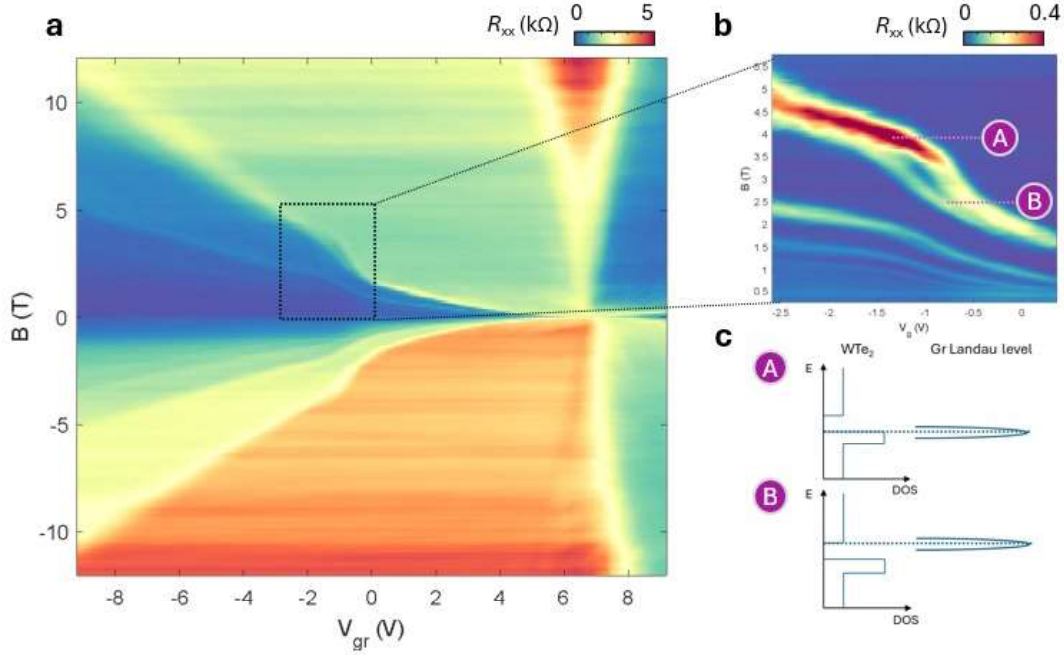 a
R_xx (kΩ)
0 5
B (T)
10
5
0
-5
-10
-8 -6 -4 -2 0 2 4 6 8
V_gr (V)
b
R_xx (kΩ)
0 0.4
B (T)
5.5
5
4.5
4
3.5
3
2.5
2
1.5
1
0.5
-2.5 -2 -1.5 -1 -0.5 0
V_g (V)
A
B
c
WTe₂ Gr Landau level
A
E
DOS
B
E
DOS